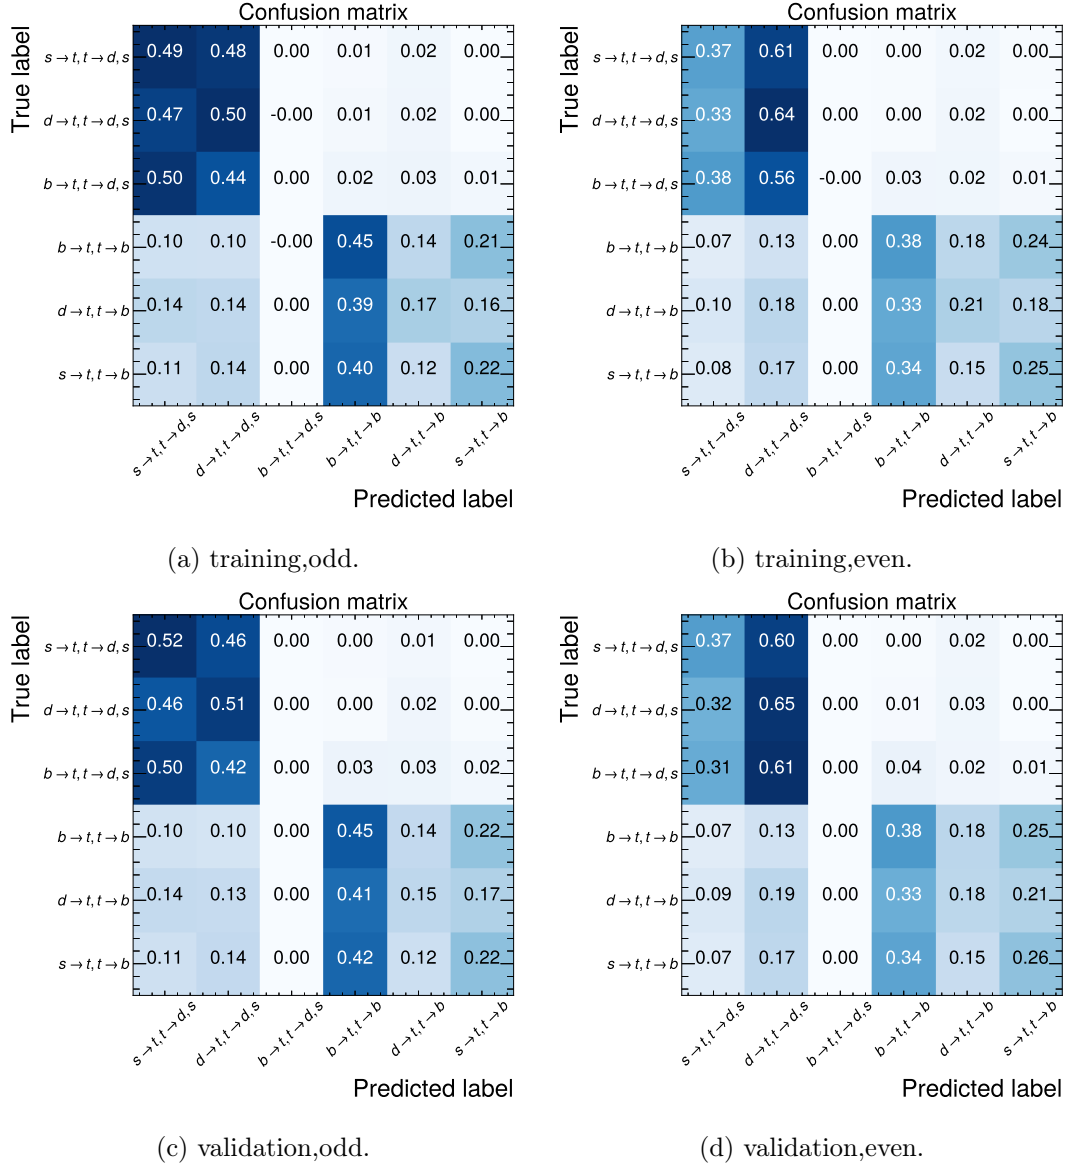 Confusion matrix
True label
s→t, t→d, s 0.49 0.48 0.00 0.01 0.02 0.00
d→t, t→d, s 0.47 0.50 -0.00 0.01 0.02 0.00
b→t, t→d, s 0.50 0.44 0.00 0.02 0.03 0.01
b→t, t→b 0.10 0.10 -0.00 0.45 0.14 0.21
d→t, t→b 0.14 0.14 0.00 0.39 0.17 0.16
s→t, t→b 0.11 0.14 0.00 0.40 0.12 0.22
s→t, t→d, s d→t, t→d, s b→t, t→d, s b→t, t→b d→t, t→b s→t, t→b
Predicted label
(a) training,odd.
Confusion matrix
True label
s→t, t→d, s 0.37 0.61 0.00 0.00 0.02 0.00
d→t, t→d, s 0.33 0.64 0.00 0.00 0.02 0.00
b→t, t→d, s 0.38 0.56 -0.00 0.03 0.02 0.01
b→t, t→b 0.07 0.13 0.00 0.38 0.18 0.24
d→t, t→b 0.10 0.18 0.00 0.33 0.21 0.18
s→t, t→b 0.08 0.17 0.00 0.34 0.15 0.25
s→t, t→d, s d→t, t→d, s b→t, t→d, s b→t, t→b d→t, t→b s→t, t→b
Predicted label
(b) training,even.
Confusion matrix
True label
s→t, t→d, s 0.52 0.46 0.00 0.00 0.01 0.00
d→t, t→d, s 0.46 0.51 0.00 0.00 0.02 0.00
b→t, t→d, s 0.50 0.42 0.00 0.03 0.03 0.02
b→t, t→b 0.10 0.10 0.00 0.45 0.14 0.22
d→t, t→b 0.14 0.13 0.00 0.41 0.15 0.17
s→t, t→b 0.11 0.14 0.00 0.42 0.12 0.22
s→t, t→d, s d→t, t→d, s b→t, t→d, s b→t, t→b d→t, t→b s→t, t→b
Predicted label
(c) validation,odd.
Confusion matrix
True label
s→t, t→d, s 0.37 0.60 0.00 0.00 0.02 0.00
d→t, t→d, s 0.32 0.65 0.00 0.01 0.03 0.00
b→t, t→d, s 0.31 0.61 0.00 0.04 0.02 0.01
b→t, t→b 0.07 0.13 0.00 0.38 0.18 0.25
d→t, t→b 0.09 0.19 0.00 0.33 0.18 0.21
s→t, t→b 0.07 0.17 0.00 0.34 0.15 0.26
s→t, t→d, s d→t, t→d, s b→t, t→d, s b→t, t→b d→t, t→b s→t, t→b
Predicted label
(d) validation,even.